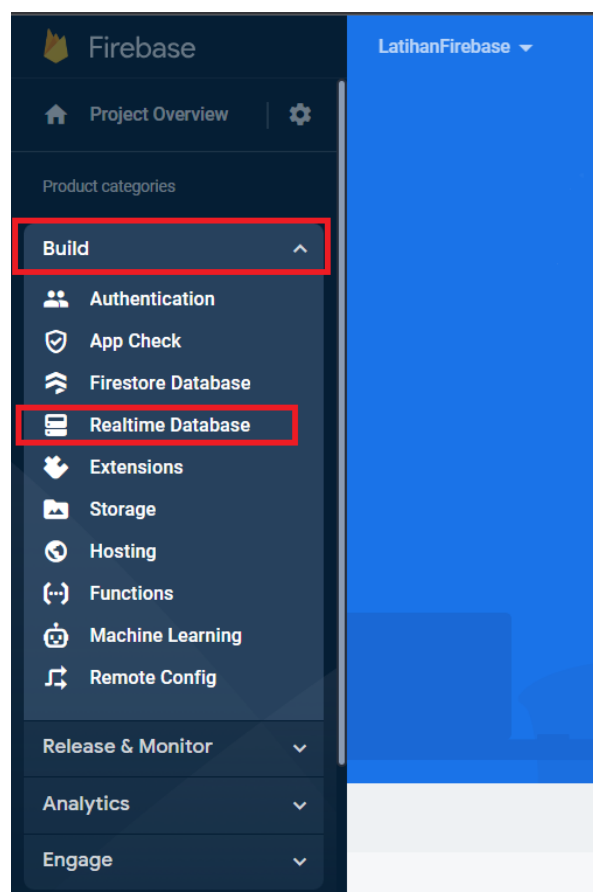 Firebase
LatihanFirebase
Project Overview
Product categories
Build
Authentication
App Check
Firestore Database
Realtime Database
Extensions
Storage
Hosting
Functions
Machine Learning
Remote Config
Release & Monitor
Analytics
Engage